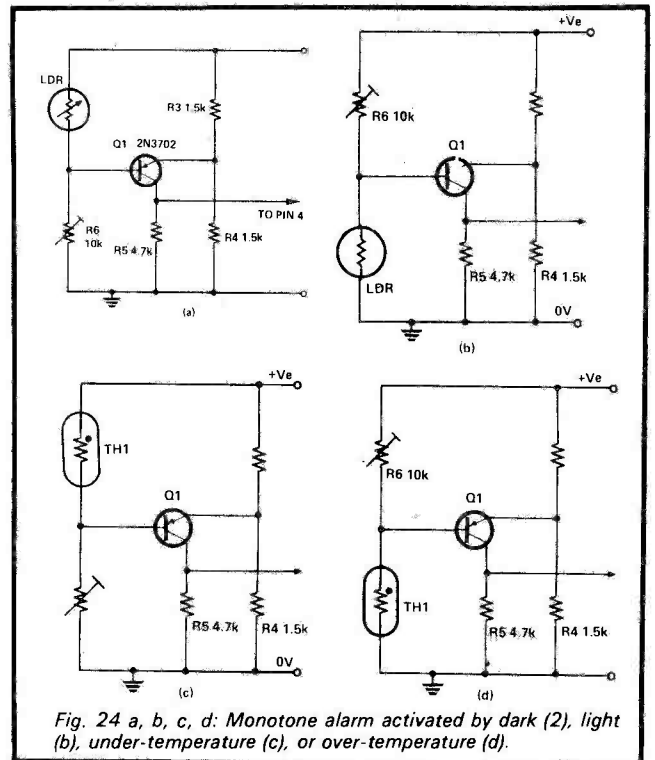 LDR
R3 1.5k
Q1 2N3702
TO PIN 4
R6
10k
R5 4.7k
R4 1.5k
(a)
+Ve
R6 10k
Q1
LDR
R5 4.7k
R4 1.5k
0V
(b)
+Ve
TH1
Q1
R5 4.7k
R4 1.5k
0V
(c)
+Ve
R6 10k
Q1
TH1
R5 4.7k
R4 1.5k
(d)
Fig. 24 a, b, c, d: Monotone alarm activated by dark (2), light
(b), under-temperature (c), or over-temperature (d).